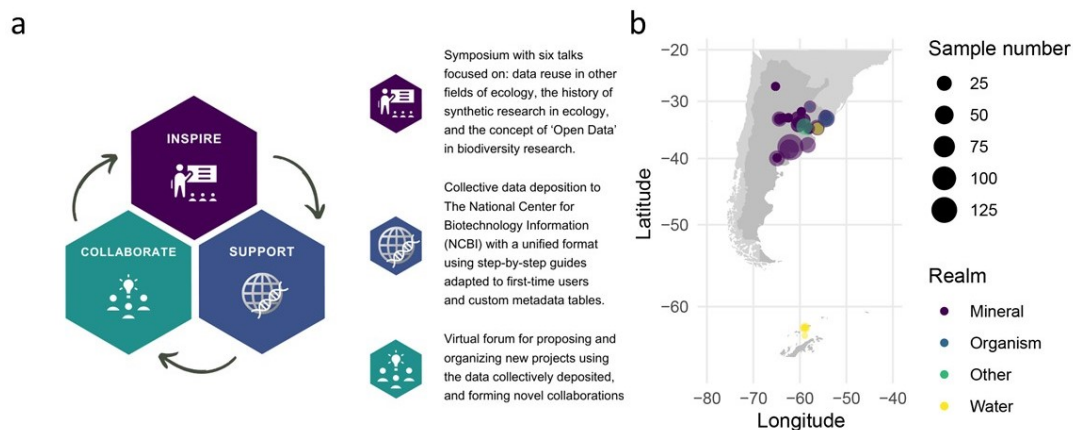 a
INSPIRE
COLLABORATE
SUPPORT
Symposium with six talks
focused on: data reuse in other
fields of ecology, the history of
synthetic research in ecology,
and the concept of 'Open Data'
in biodiversity research.
Collective data deposition to
The National Center for
Biotechnology Information
(NCBI) with a unified format
using step-by-step guides
adapted to first-time users
and custom metadata tables.
Virtual forum for proposing and
organizing new projects using
the data collectively deposited,
and forming novel collaborations
b
−20
−30
−40
−50
−60
Latitude
−80
−70
−60
−50
−40
Longitude
Sample number
25
50
75
100
125
Realm
Mineral
Organism
Other
Water